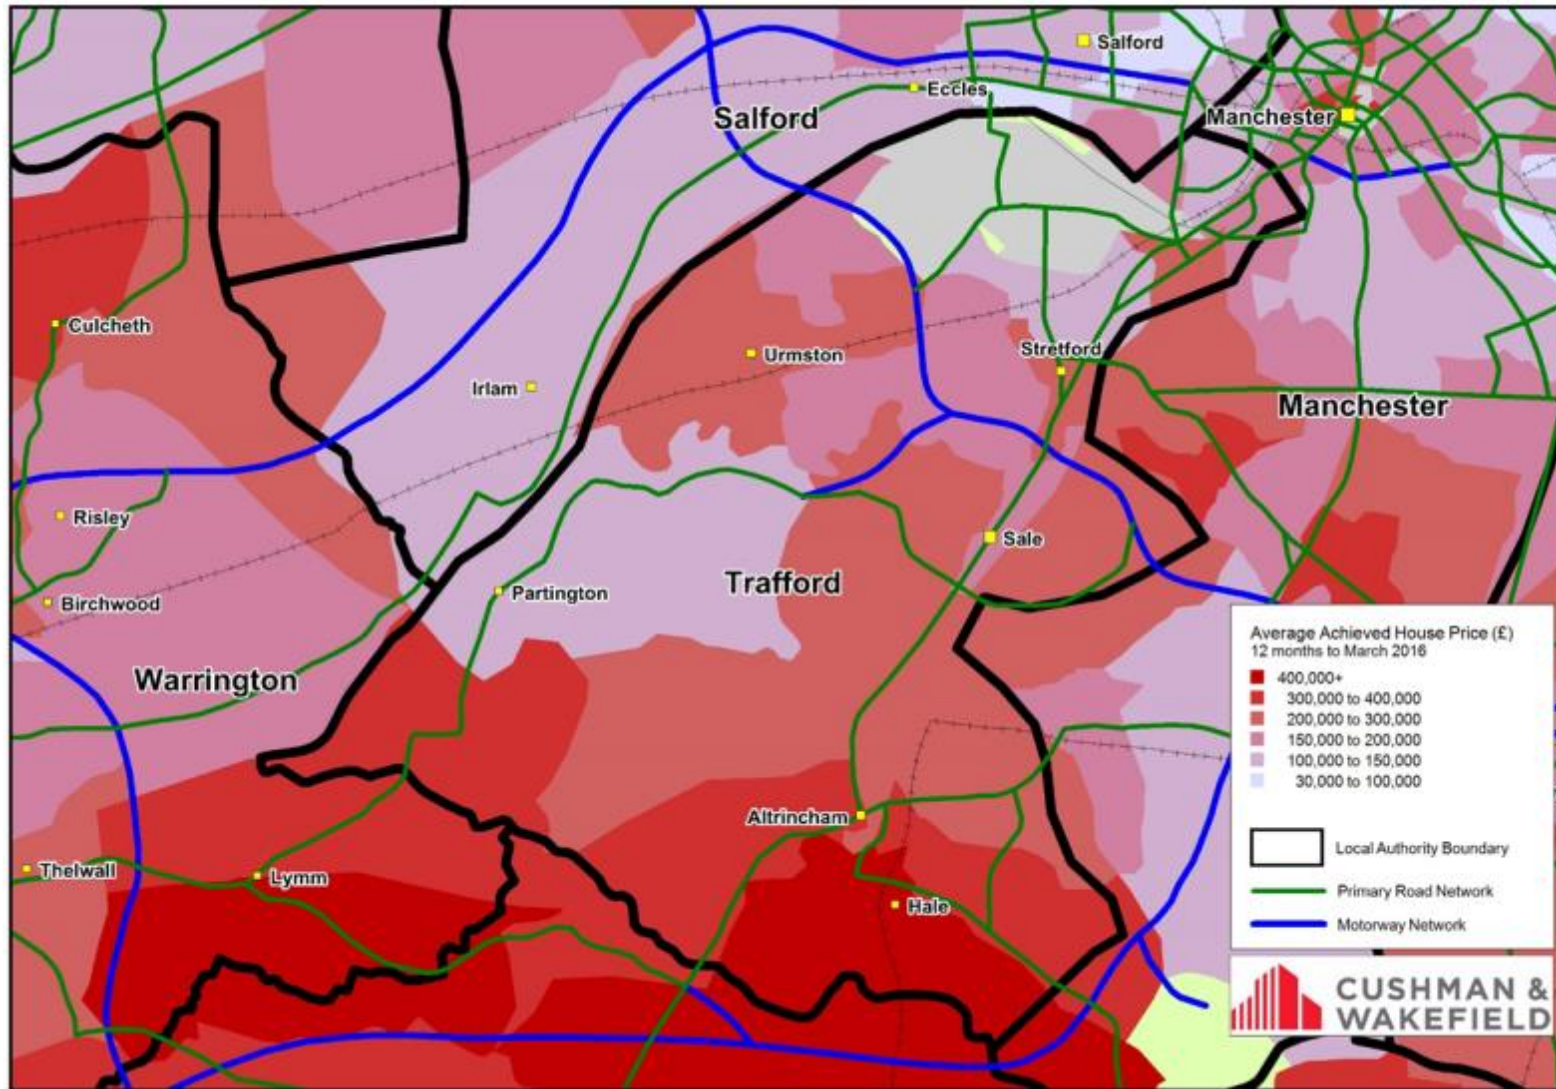 Salford
Eccles
Salford
Manchester
Culcheth
Urmston
Stretford
Irlam
Manchester
Risley
Sale
Trafford
Partington
Birchwood
Warrington
Altrincham
Thelwall
Lymm
Hale
Average Achieved House Price (£)
12 months to March 2016
400,000+
300,000 to 400,000
200,000 to 300,000
150,000 to 200,000
100,000 to 150,000
30,000 to 100,000
Local Authority Boundary
Primary Road Network
Motorway Network
CUSHMAN &
WAKEFIELD